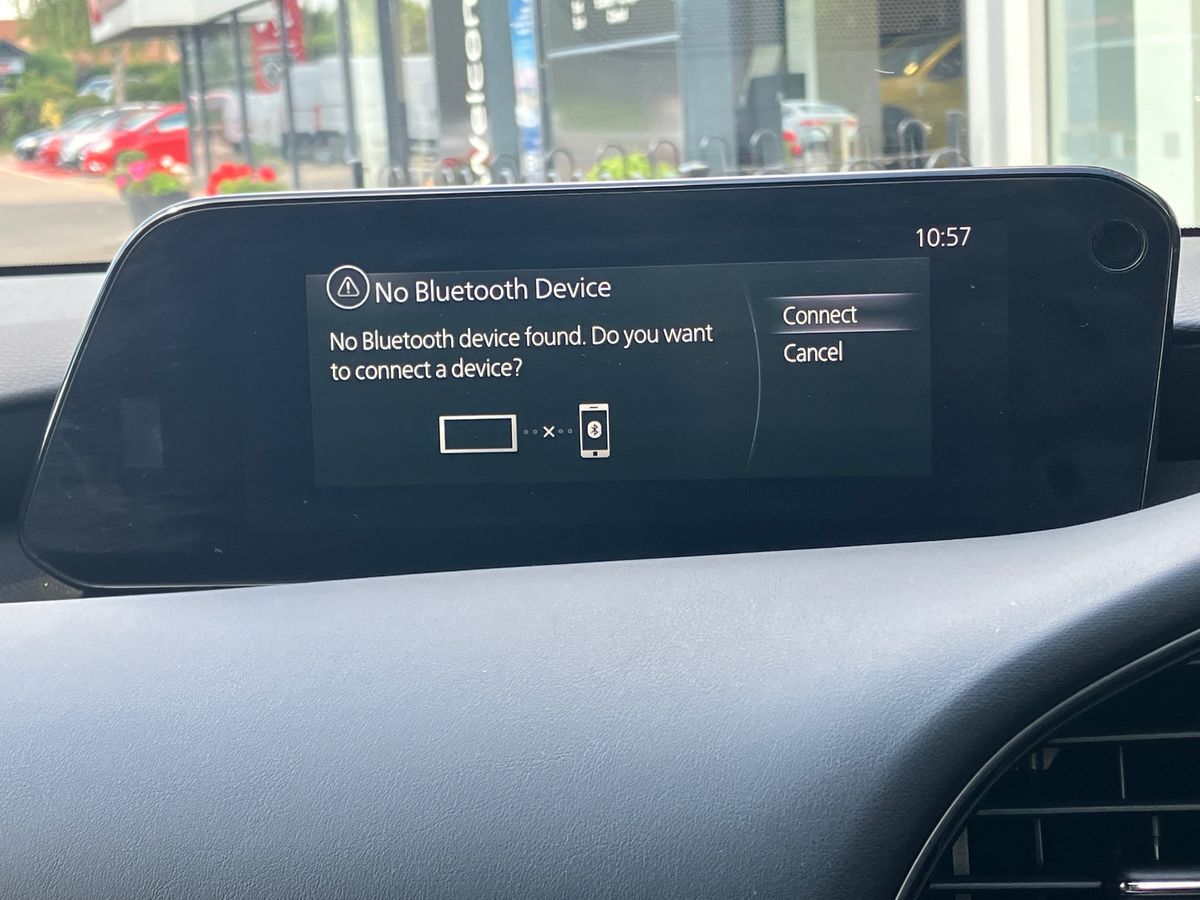 10:57
No Bluetooth Device
No Bluetooth device found. Do you want
to connect a device?
Connect
Cancel